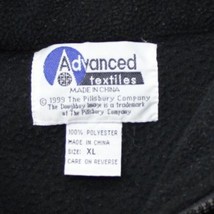 Advanced
textiles
MADE IN CHINA
© 1999 The Pillsbury Company
The Doughboy Image is a trademark
of The Pillsbury Company
100% POLYESTER
MADE IN CHINA
SIZE: XL
CARE ON REVERSE